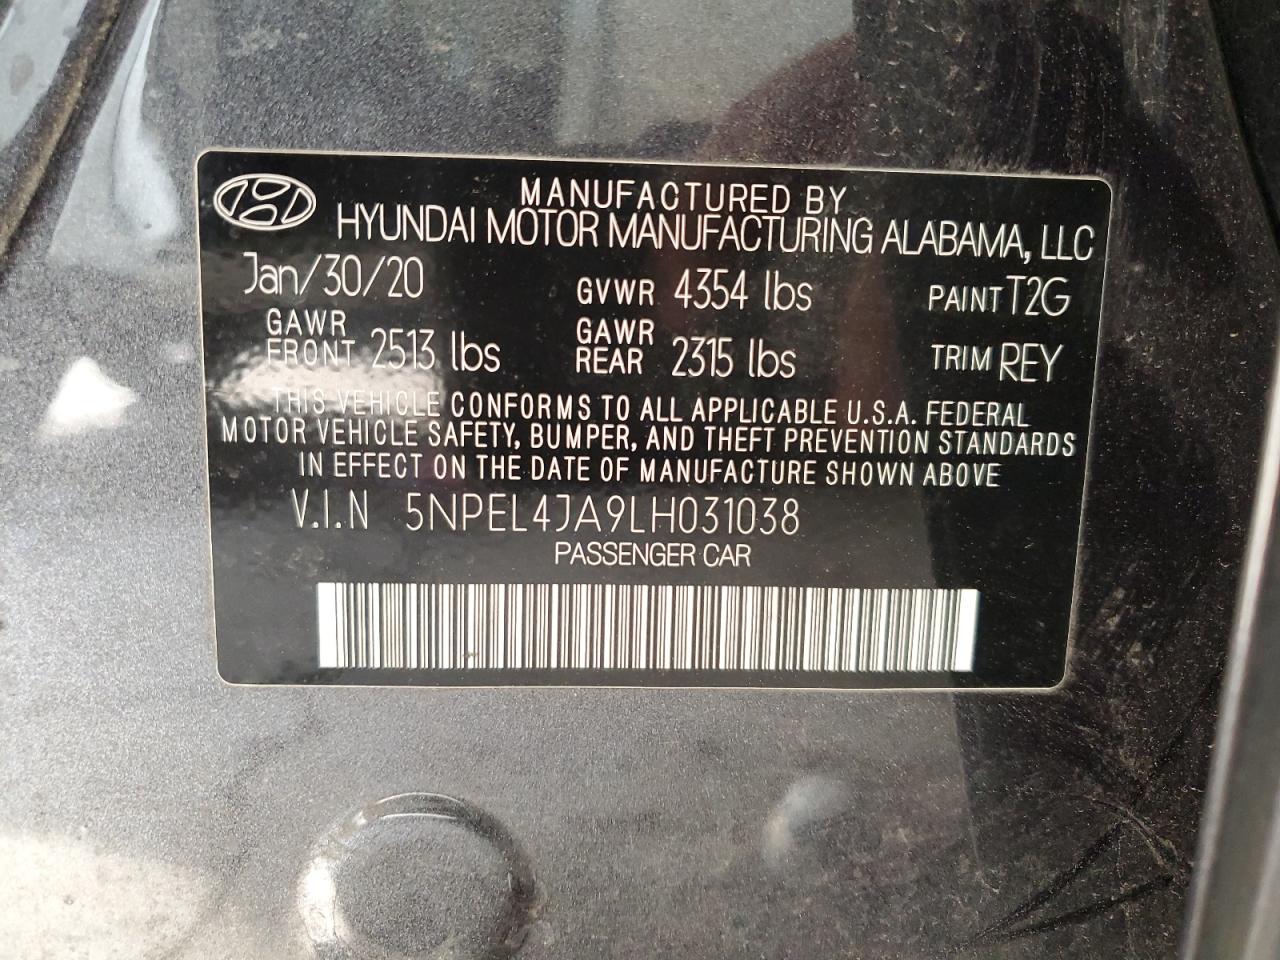 MANUFACTURED BY
HYUNDAI MOTOR MANUFACTURING ALABAMA, LLC
Jan/30/20 GVWR 4354 lbs PAINT T2G
GAWR FRONT 2513 lbs GAWR REAR 2315 lbs TRIM REY
THIS VEHICLE CONFORMS TO ALL APPLICABLE U.S.A. FEDERAL
MOTOR VEHICLE SAFETY, BUMPER, AND THEFT PREVENTION STANDARDS
IN EFFECT ON THE DATE OF MANUFACTURE SHOWN ABOVE
V.I.N 5NPEL4JA9LH031038
PASSENGER CAR